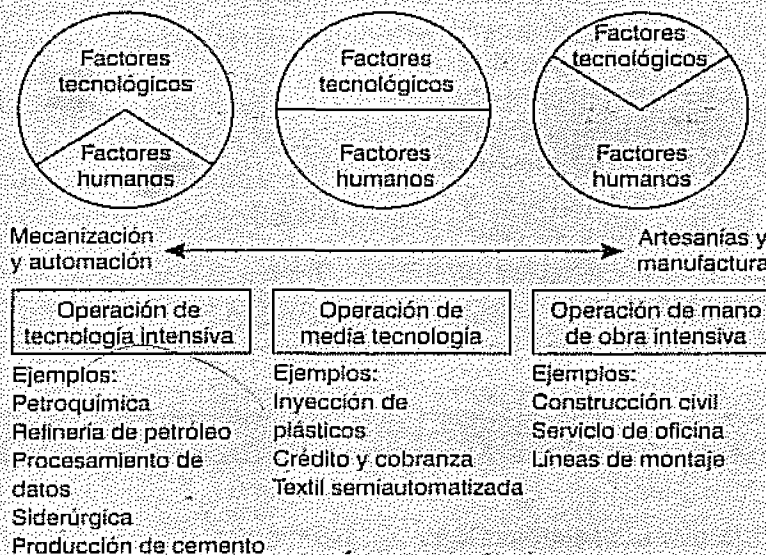 Factores
tecnológicos
Factores
humanos
Factores
tecnológicos
Factores
humanos
Factores
tecnológicos
Factores
humanos
Mecanización
y automación
Artesanías y
manufactura
Operación de
tecnología intensiva
Ejemplos:
Petroquímica
Refinería de petróleo
Procesamiento de
datos
Siderúrgica
Producción de cemento
Operación de
media tecnología
Ejemplos:
Inyección de
plásticos
Crédito y cobranza
Textil semiautomatizada
Operación de mano
de obra intensiva
Ejemplos:
Construcción civil
Servicio de oficina
Líneas de montaje